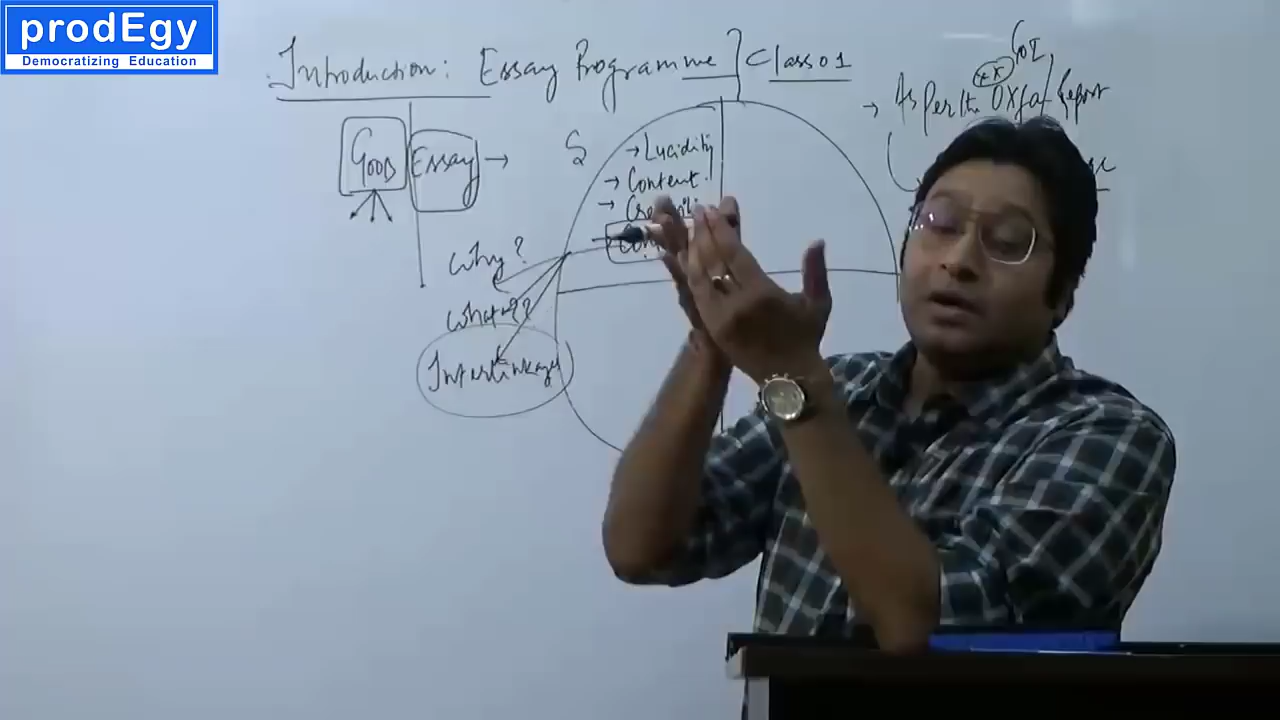 prodEgy
Democratizing Education
Introduction: Essay Programme Class 01
GOI
→ As Per the Oxfa Report
Good Essay →
→ Lucidity
→ Content
→
Why?
What??
Interlinkages